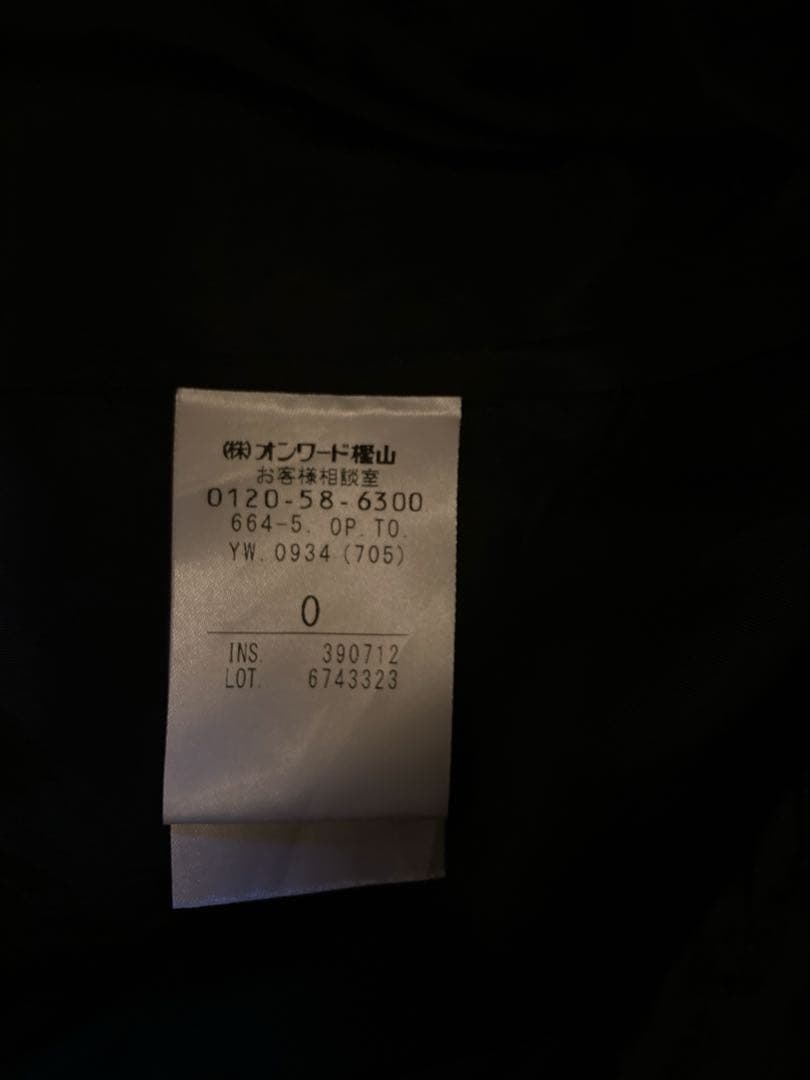 (株)オンワード樫山
お客様相談室
0120-58-6300
664-5. OP.TO.
YW. 0934 (705)
0
INS. 390712
LOT. 6743323